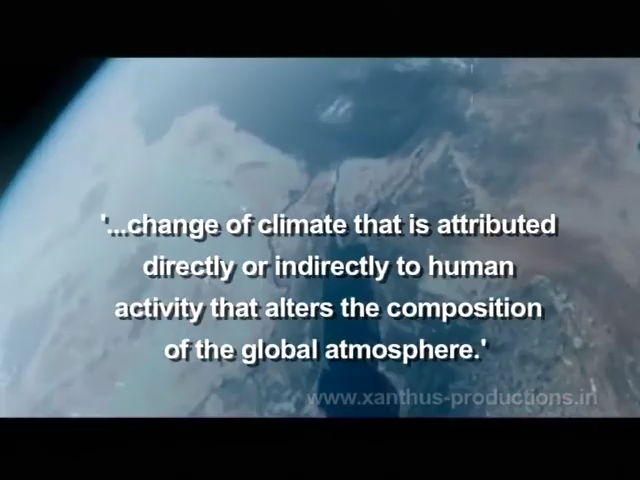 '...change of climate that is attributed
directly or indirectly to human
activity that alters the composition
of the global atmosphere.'
www.xanthus-productions.in